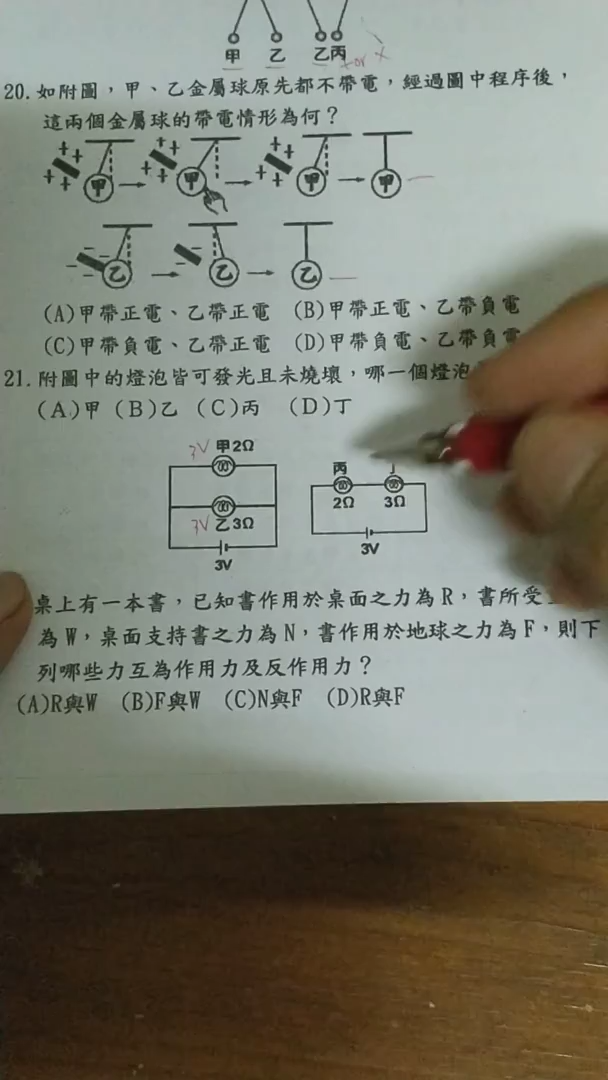 甲 乙 乙丙
20. 如附圖，甲、乙金屬球原先都不帶電，經過圖中程序後，
這兩個金屬球的帶電情形為何？
甲 甲 甲 甲
乙 乙 乙
(A)甲帶正電、乙帶正電 (B)甲帶正電、乙帶負電
(C)甲帶負電、乙帶正電 (D)甲帶負電、乙帶負電
21. 附圖中的燈泡皆可發光且未燒壞，哪一個燈泡
(A)甲 (B)乙 (C)丙 (D)丁
3V 甲2Ω
丙
2Ω 3Ω
3V 乙3Ω
3V
3V
桌上有一本書，已知書作用於桌面之力為R，書所受
為W，桌面支持書之力為N，書作用於地球之力為F，則下
列哪些力互為作用力及反作用力？
(A)R與W (B)F與W (C)N與F (D)R與F